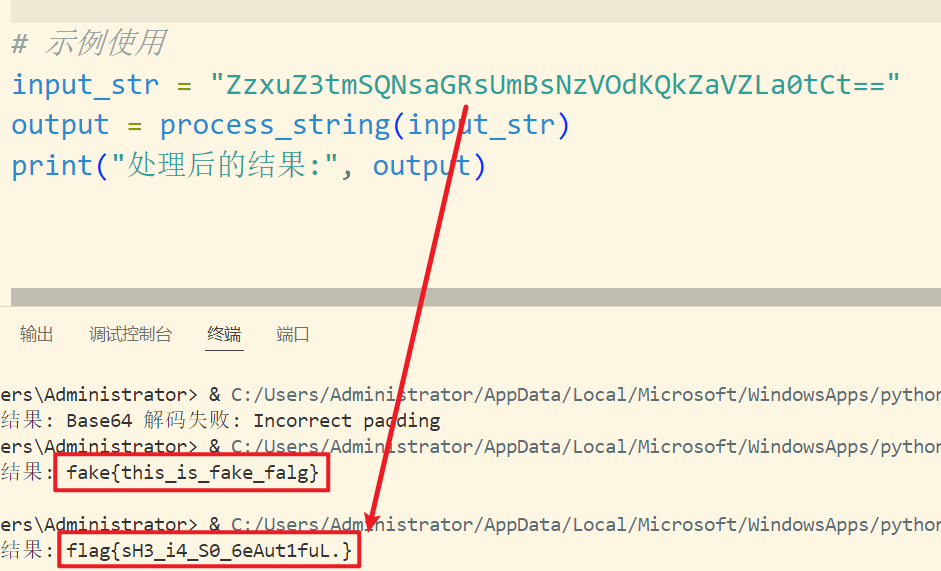 # 示例使用
input_str = "ZzxuZ3tmSQNsaGRsUmBsNzVOdKQkZaVZLa0tCt=="
output = process_string(input_str)
print("处理后的结果:", output)
输出 调试控制台 终端 端口
ers\Administrator> & C:/Users/Administrator/AppData/Local/Microsoft/WindowsApps/python
结果: Base64 解码失败: Incorrect padding
ers\Administrator> & C:/Users/Administrator/AppData/Local/Microsoft/WindowsApps/python
结果: fake{this_is_fake_falg}
ers\Administrator> & C:/Users/Administrator/AppData/Local/Microsoft/WindowsApps/python
结果: flag{sH3_i4_S0_6eAut1fuL.}